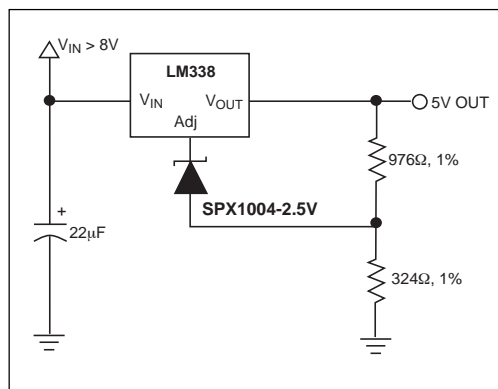 V_IN > 8V
LM338
V_IN V_OUT
Adj
5V OUT
976Ω, 1%
SPX1004-2.5V
+
22μF
324Ω, 1%